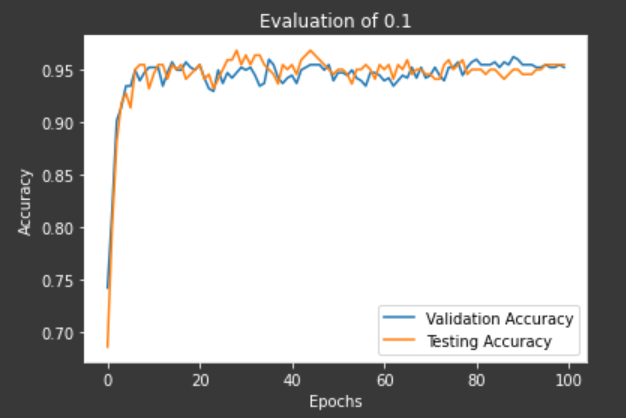 Evaluation of 0.1
Accuracy
0.95
0.90
0.85
0.80
0.75
0.70
Validation Accuracy
Testing Accuracy
0 20 40 60 80 100
Epochs